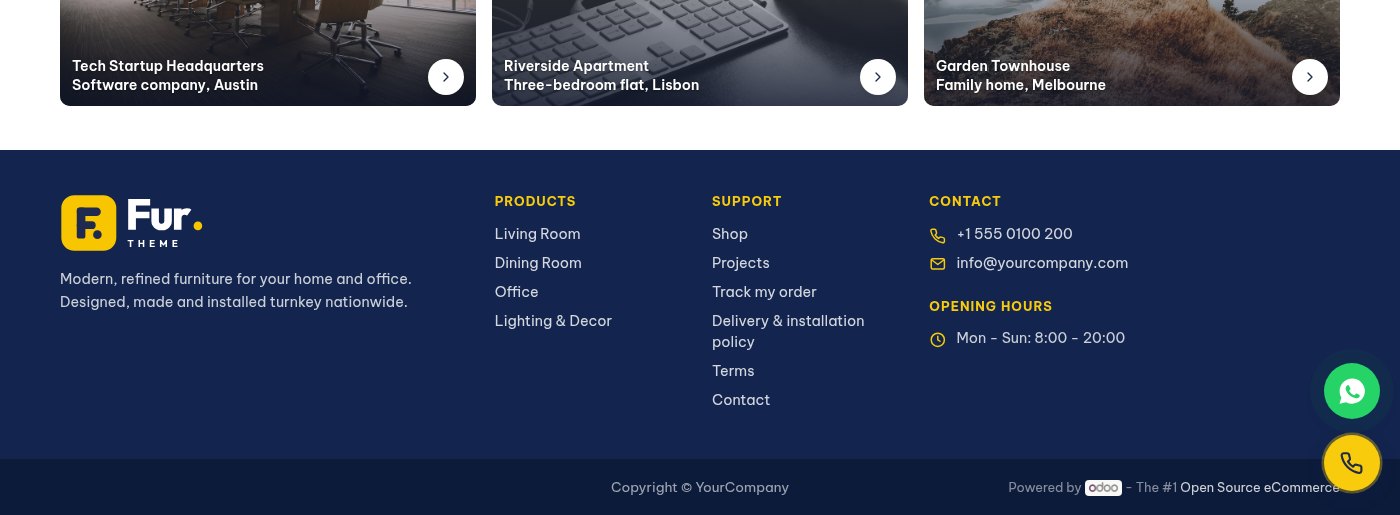 Tech Startup Headquarters
Software company, Austin
Riverside Apartment
Three-bedroom flat, Lisbon
Garden Townhouse
Family home, Melbourne
F.
Fur.
THEME
Modern, refined furniture for your home and office.
Designed, made and installed turnkey nationwide.
PRODUCTS
Living Room
Dining Room
Office
Lighting & Decor
SUPPORT
Shop
Projects
Track my order
Delivery & installation
policy
Terms
Contact
CONTACT
+1 555 0100 200
info@yourcompany.com
OPENING HOURS
Mon - Sun: 8:00 - 20:00
Copyright © YourCompany
Powered by odoo - The #1 Open Source eCommerce